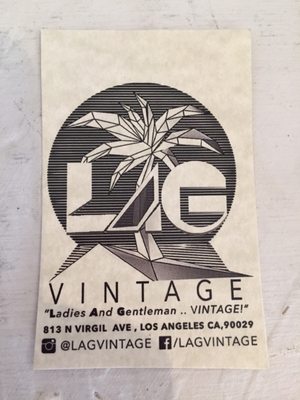 LAG
VINTAGE
"Ladies And Gentleman .. VINTAGE!"
813 N VIRGIL AVE , LOS ANGELES CA,90029
@LAGVINTAGE f/LAGVINTAGE